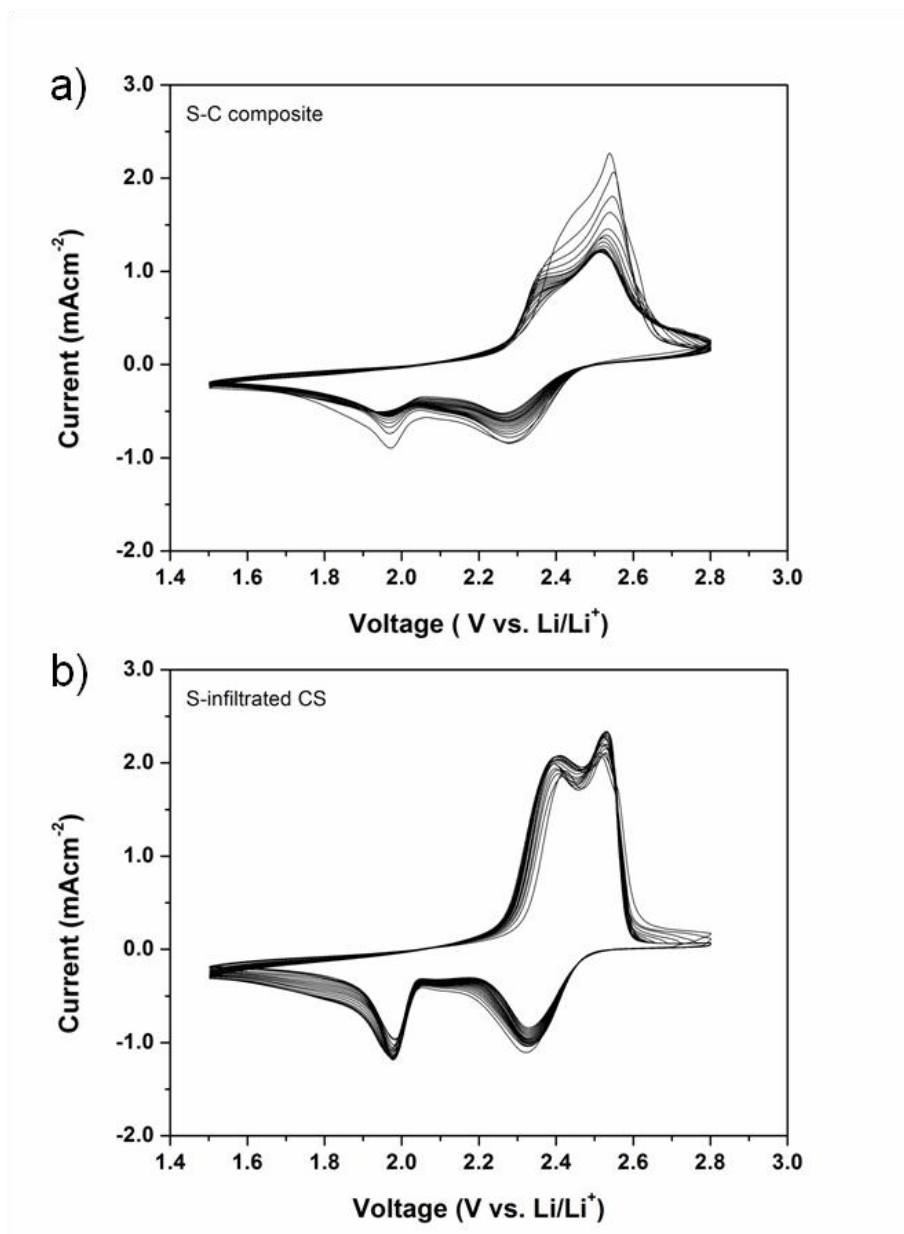 a)
S-C composite
3.0
2.0
1.0
0.0
-1.0
-2.0
Current (mAcm⁻²)
1.4 1.6 1.8 2.0 2.2 2.4 2.6 2.8 3.0
Voltage ( V vs. Li/Li⁺)
b)
S-infiltrated CS
3.0
2.0
1.0
0.0
-1.0
-2.0
Current (mAcm⁻²)
1.4 1.6 1.8 2.0 2.2 2.4 2.6 2.8 3.0
Voltage (V vs. Li/Li⁺)